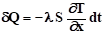 δQ = −λ S ∂T/∂x dt